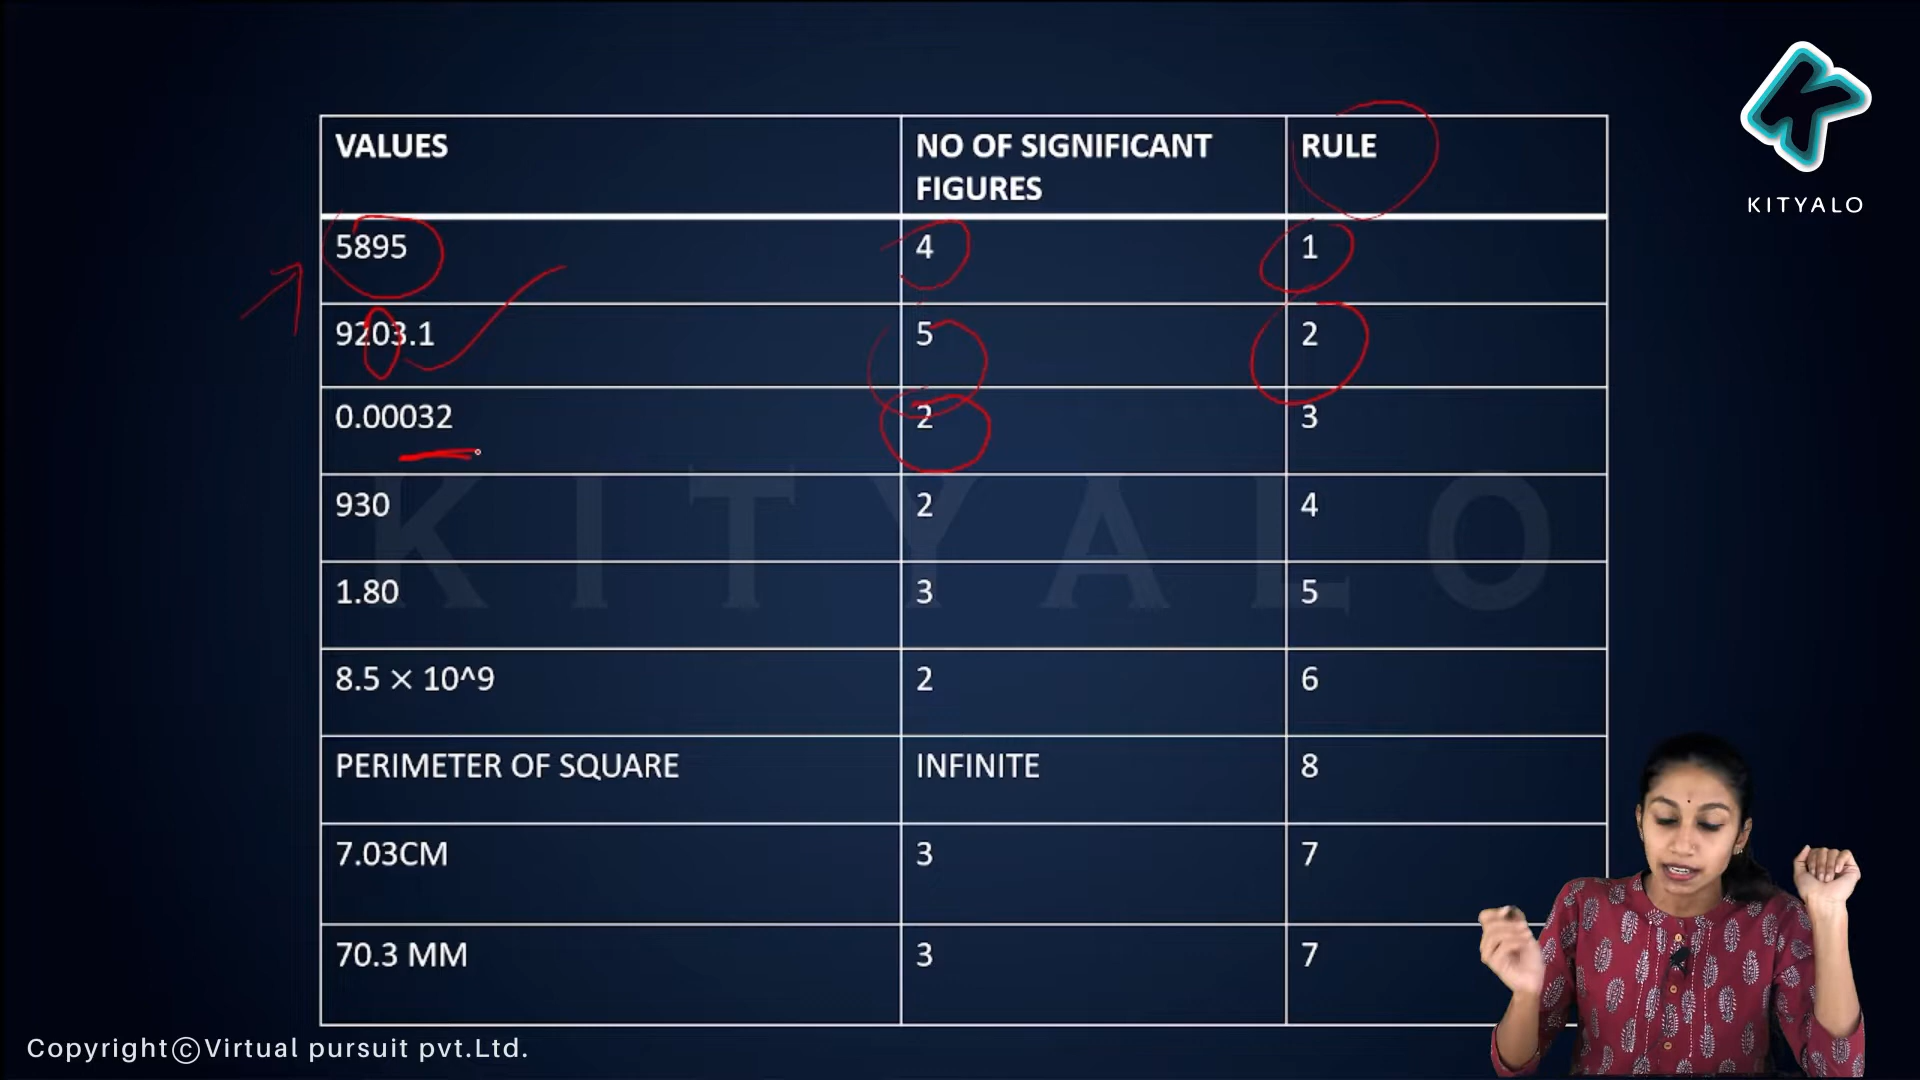 KITYALO
VALUES
NO OF SIGNIFICANT
FIGURES
RULE
5895
4
1
9203.1
5
2
0.00032
2
3
930
2
4
1.80
3
5
8.5 × 10^9
2
6
PERIMETER OF SQUARE
INFINITE
8
7.03CM
3
7
70.3 MM
3
7
KITYALO
Copyright©Virtual pursuit pvt.Ltd.